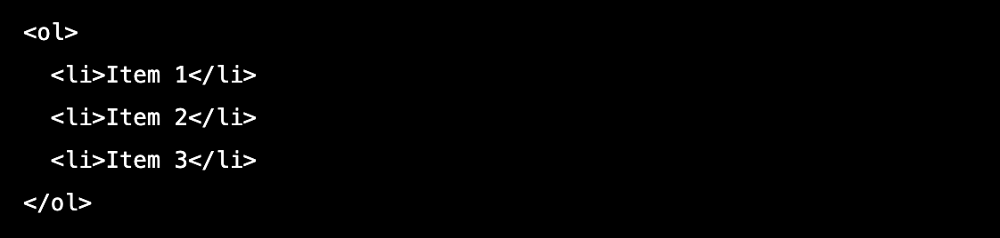 <ol>
  <li>Item 1</li>
  <li>Item 2</li>
  <li>Item 3</li>
</ol>